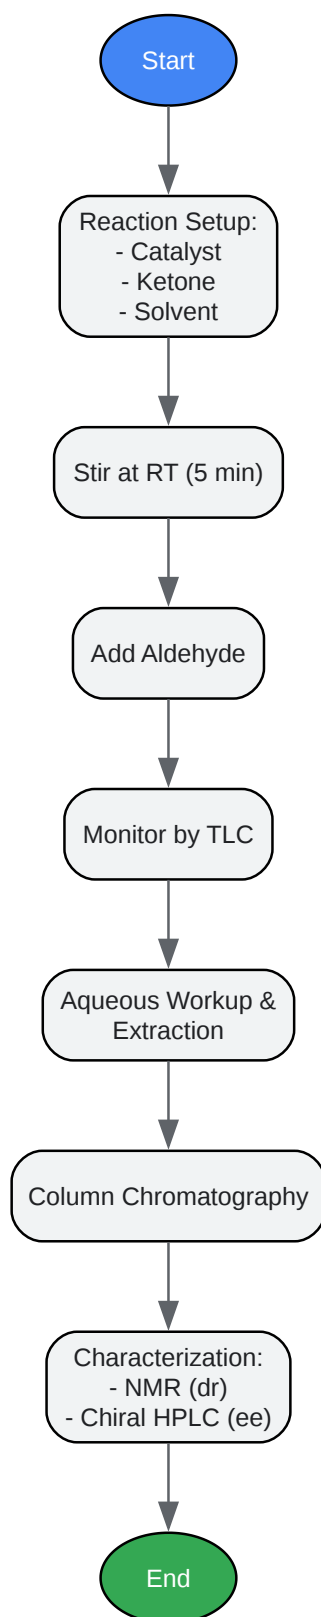 Start
Reaction Setup:
- Catalyst
- Ketone
- Solvent
Stir at RT (5 min)
Add Aldehyde
Monitor by TLC
Aqueous Workup &
Extraction
Column Chromatography
Characterization:
- NMR (dr)
- Chiral HPLC (ee)
End